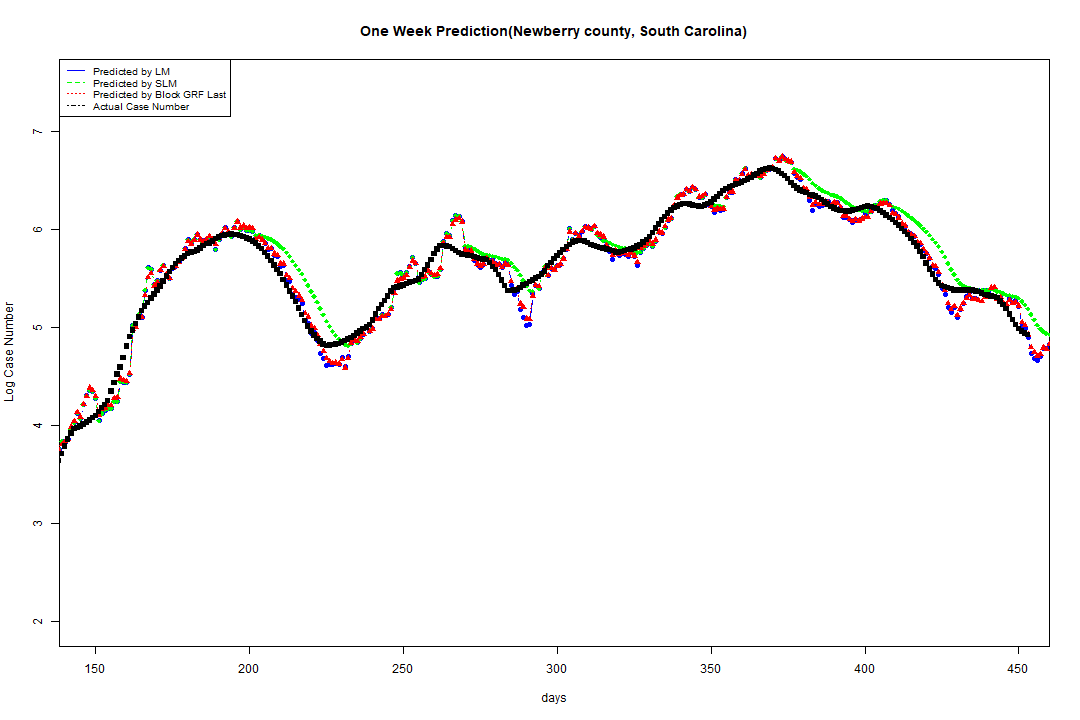 One Week Prediction(Newberry county, South Carolina)
Predicted by LM
Predicted by SLM
Predicted by Block GRF Last
Actual Case Number
7
6
5
4
3
2
Log Case Number
150 200 250 300 350 400 450
days